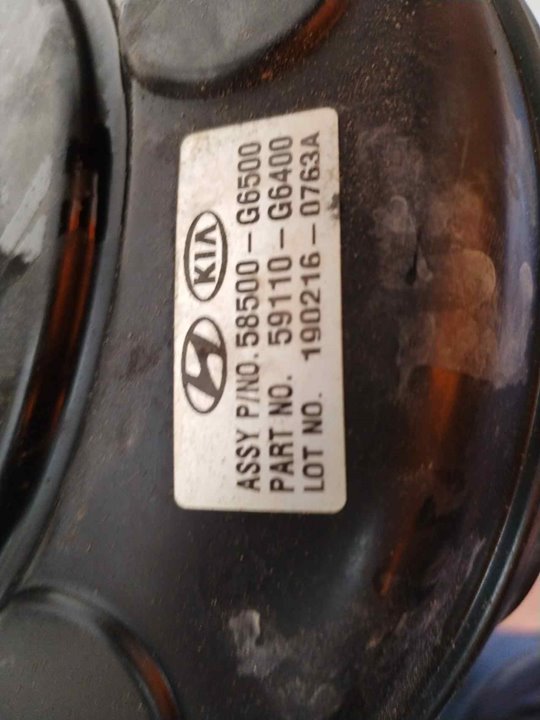 KIA
ASSY P/NO. 58500-G6500
PART NO. 59110-G6400
LOT NO. 190216-0763A